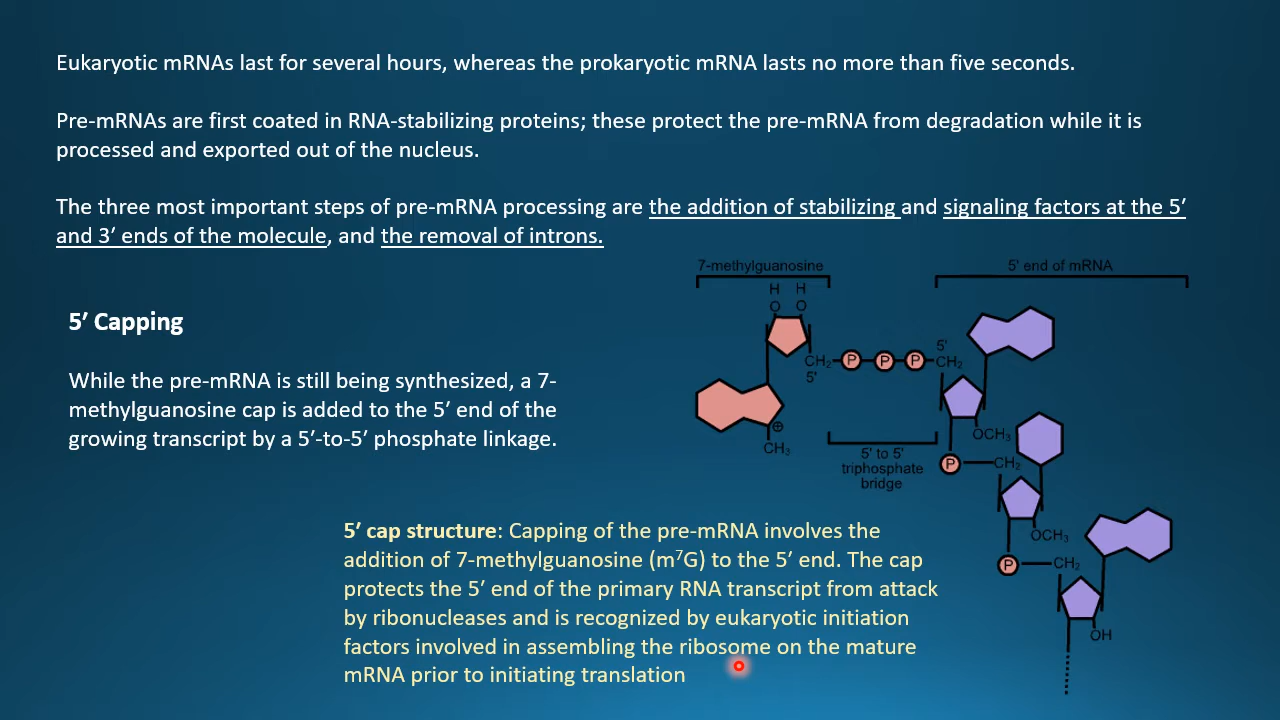 Eukaryotic mRNAs last for several hours, whereas the prokaryotic mRNA lasts no more than five seconds.
Pre-mRNAs are first coated in RNA-stabilizing proteins; these protect the pre-mRNA from degradation while it is
processed and exported out of the nucleus.
The three most important steps of pre-mRNA processing are the addition of stabilizing and signaling factors at the 5′
and 3′ ends of the molecule, and the removal of introns.
5′ Capping
While the pre-mRNA is still being synthesized, a 7-
methylguanosine cap is added to the 5′ end of the
growing transcript by a 5′-to-5′ phosphate linkage.
7-methylguanosine
5' end of mRNA
H H
O O
CH₂ P P P CH₂
5'
5'
CH₃
⊕
5' to 5'
triphosphate
bridge
OCH₃
P CH₂
OCH₃
P CH₂
OH
5′ cap structure: Capping of the pre-mRNA involves the
addition of 7-methylguanosine (m⁷G) to the 5′ end. The cap
protects the 5′ end of the primary RNA transcript from attack
by ribonucleases and is recognized by eukaryotic initiation
factors involved in assembling the ribosome on the mature
mRNA prior to initiating translation